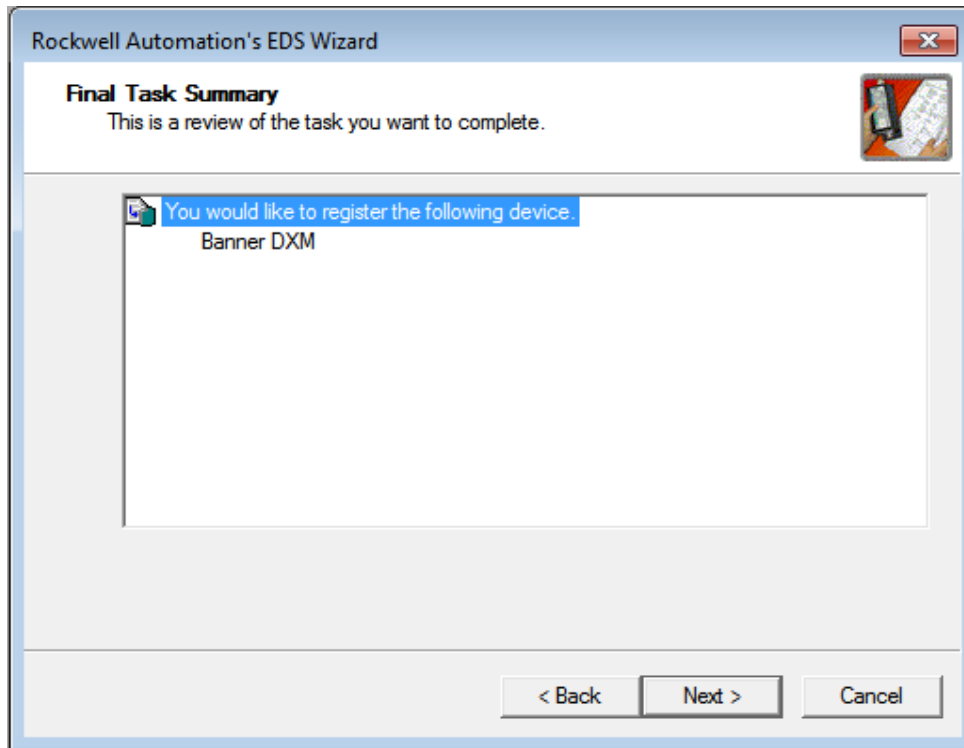 Rockwell Automation's EDS Wizard
Final Task Summary
This is a review of the task you want to complete.
You would like to register the following device.
Banner DXM
< Back
Next >
Cancel